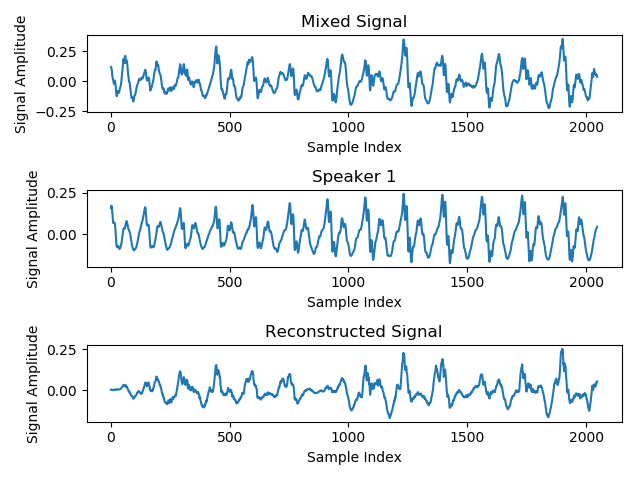 Mixed Signal
Signal Amplitude
0.25
0.00
−0.25
0
500
1000
1500
2000
Sample Index
Speaker 1
Signal Amplitude
0.25
0.00
0
500
1000
1500
2000
Sample Index
Reconstructed Signal
Signal Amplitude
0.25
0.00
0
500
1000
1500
2000
Sample Index